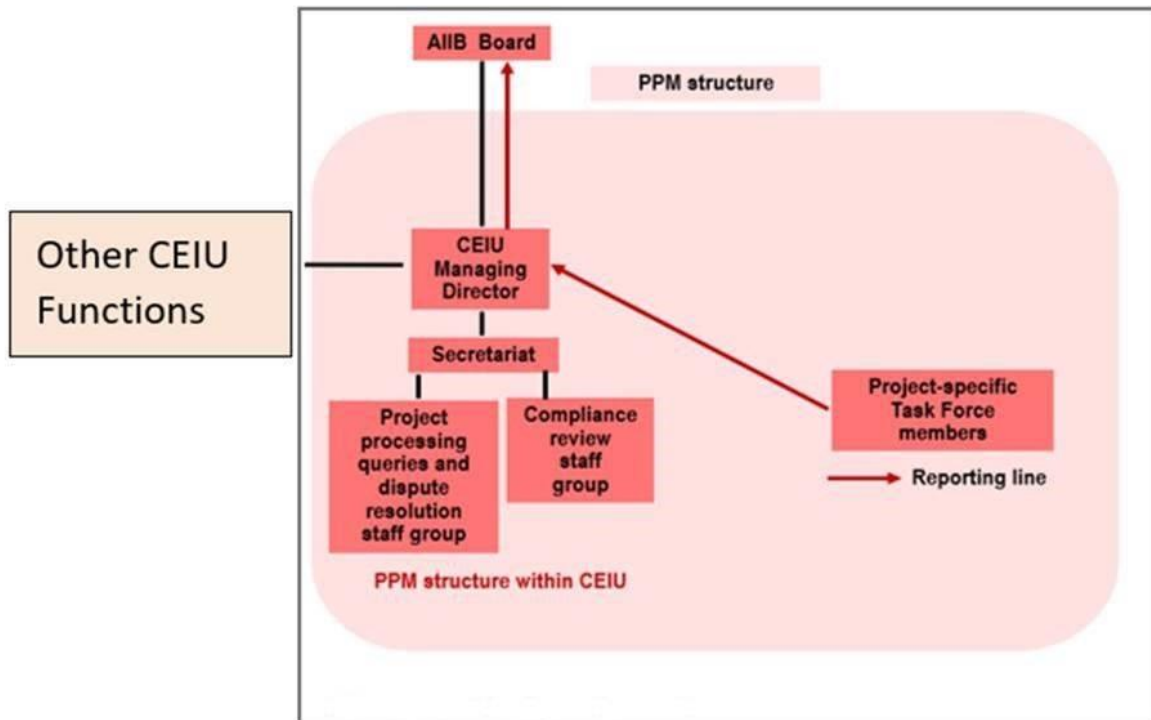 AIIB Board
PPM structure
Other CEIU
Functions
CEIU
Managing
Director
Secretariat
Project
processing
queries and
dispute
resolution
staff group
Compliance
review
staff
group
Project-specific
Task Force
members
Reporting line
PPM structure within CEIU